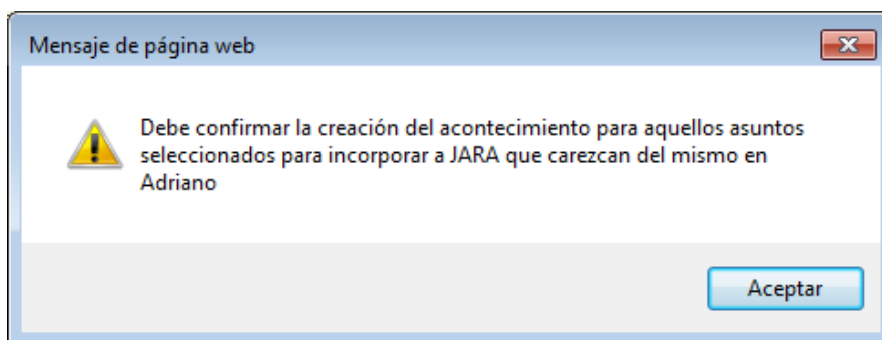 Mensaje de página web
Debe confirmar la creación del acontecimiento para aquellos asuntos
seleccionados para incorporar a JARA que carezcan del mismo en
Adriano
Aceptar